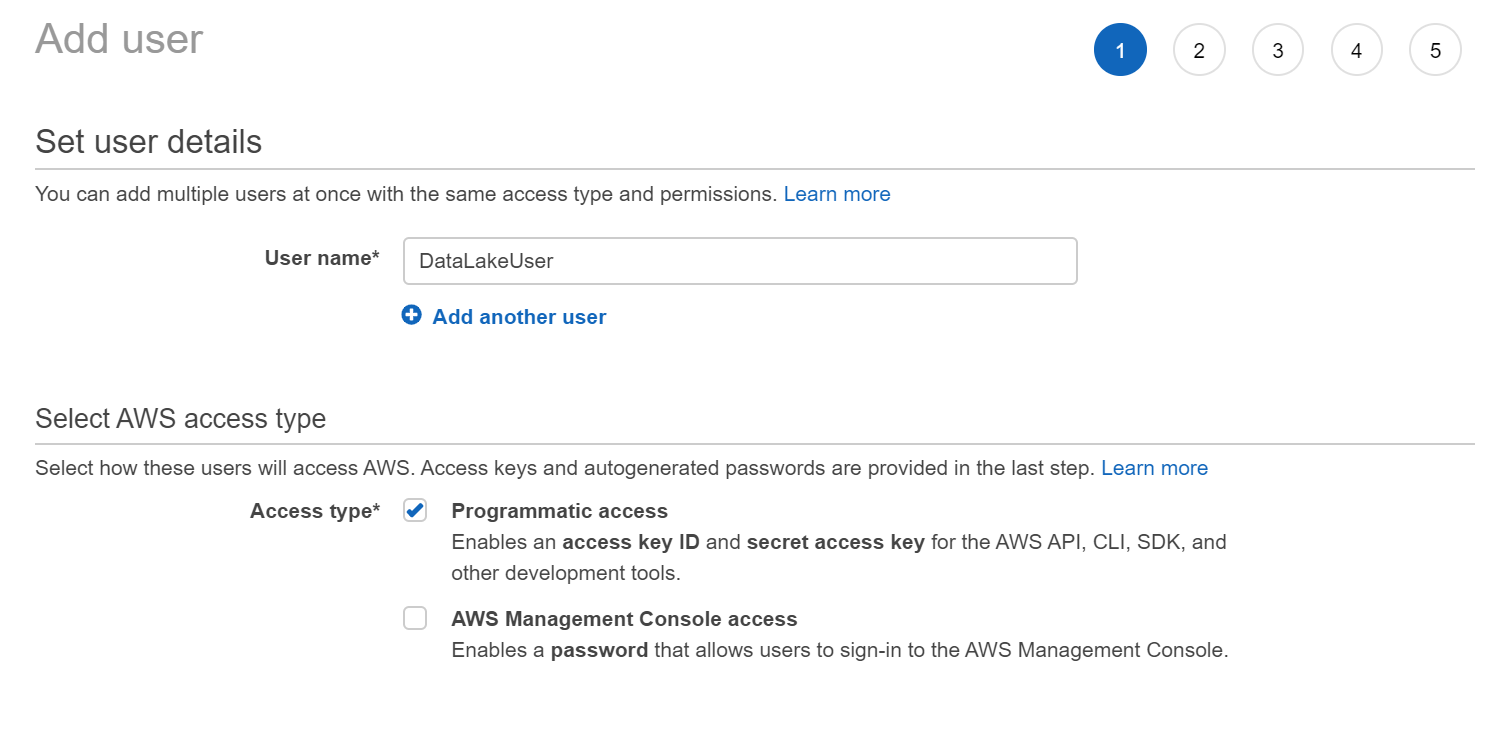 Add user
1 2 3 4 5
Set user details
You can add multiple users at once with the same access type and permissions. Learn more
User name* DataLakeUser
Add another user
Select AWS access type
Select how these users will access AWS. Access keys and autogenerated passwords are provided in the last step. Learn more
Access type* Programmatic access
Enables an access key ID and secret access key for the AWS API, CLI, SDK, and
other development tools.
AWS Management Console access
Enables a password that allows users to sign-in to the AWS Management Console.